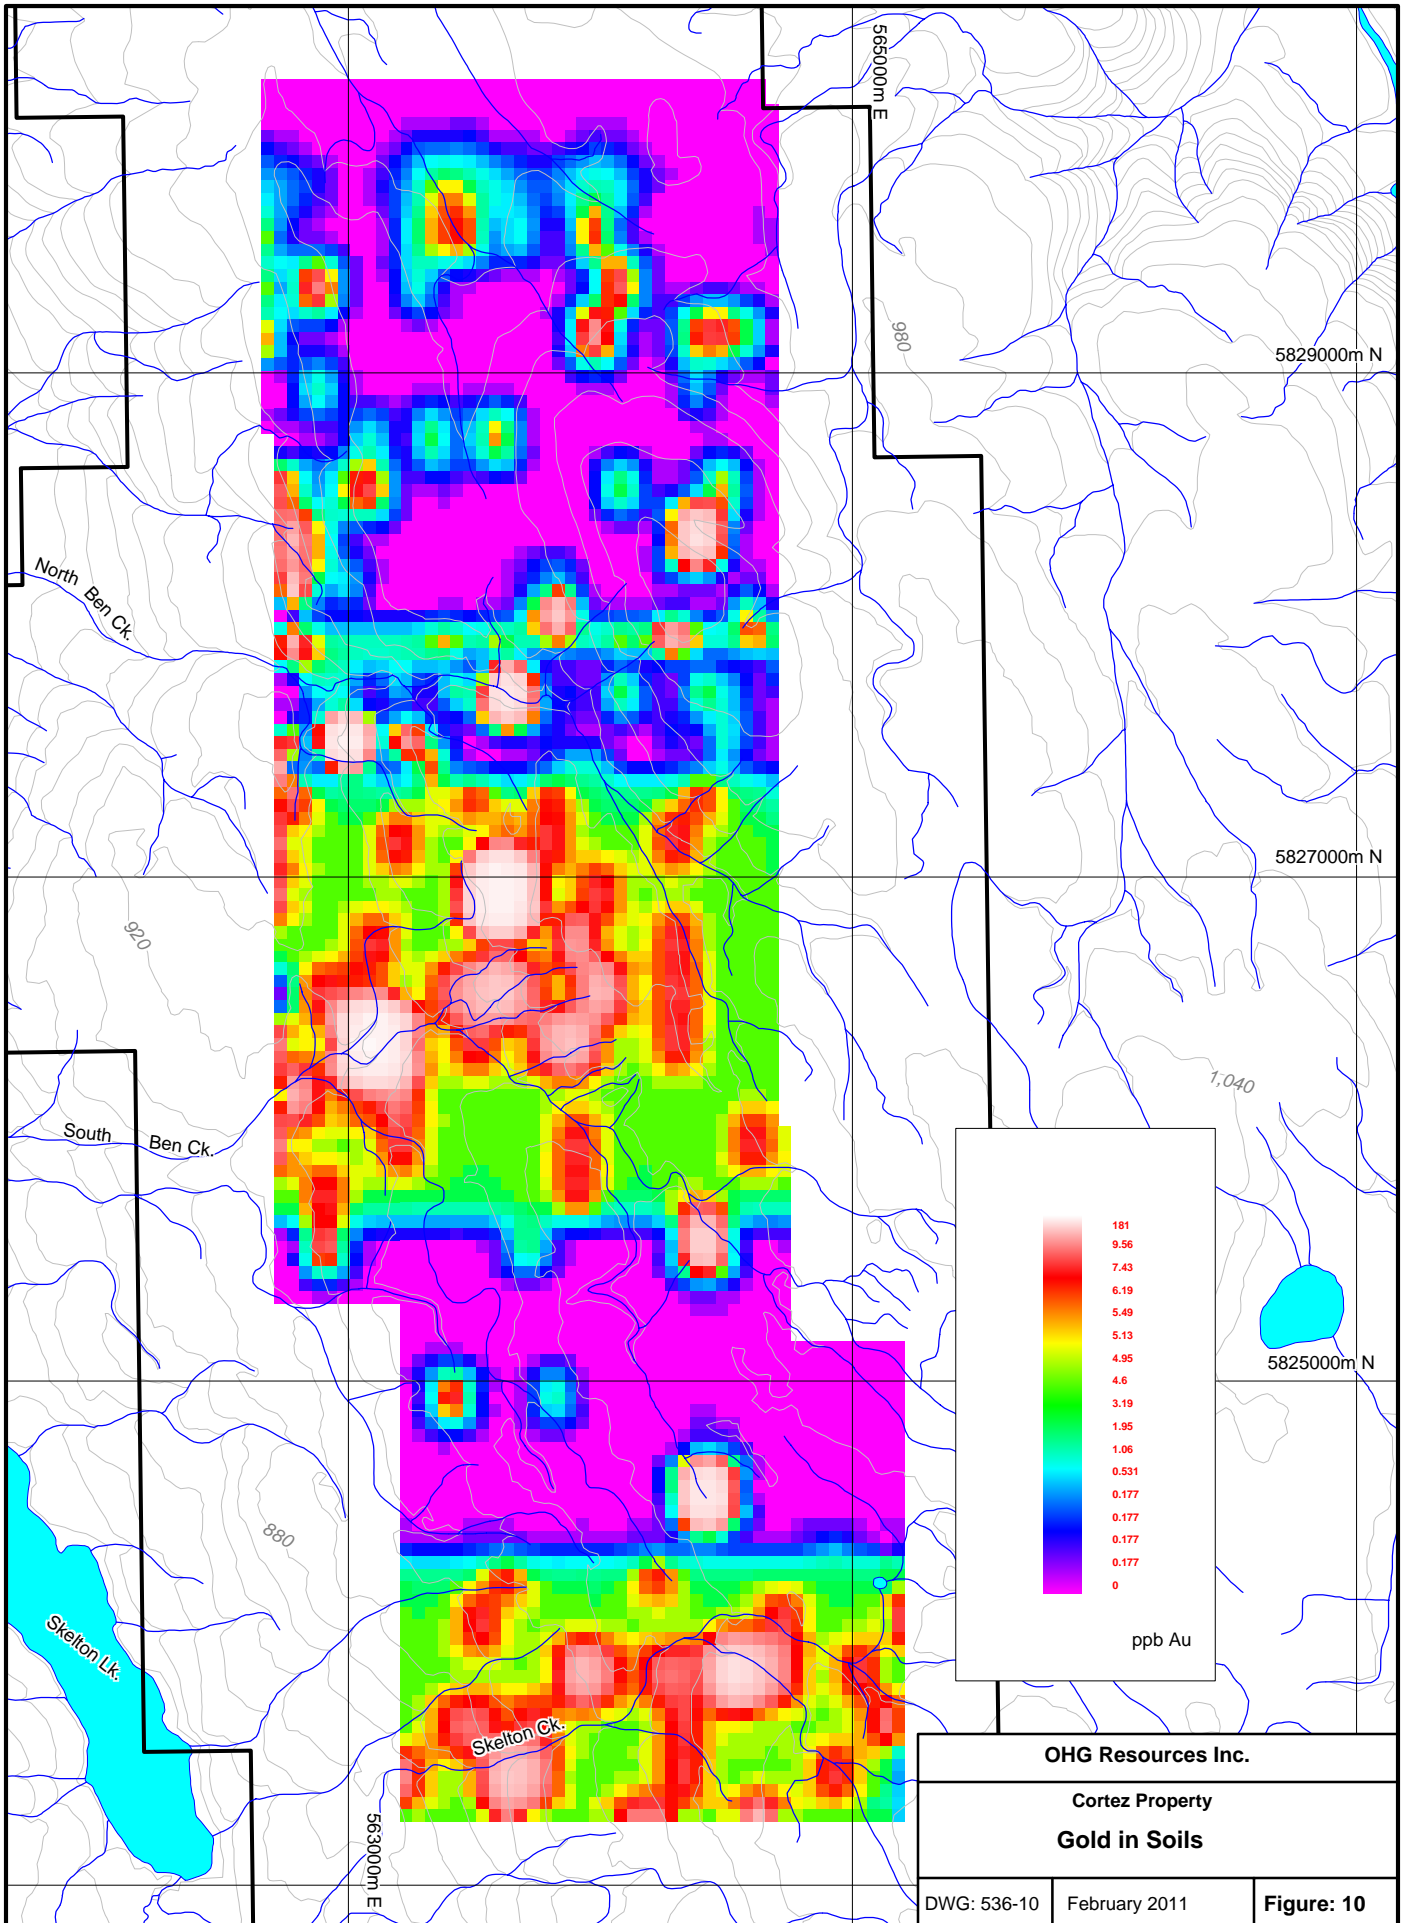 565000m E
980
5829000m N
North Ben Ck.
5827000m N
920
1,040
South Ben Ck.
181
9.56
7.43
6.19
5.49
5.13
4.95
4.6
3.19
1.95
1.06
0.531
0.177
0.177
0.177
0.177
0
ppb Au
5825000m N
880
Skelton Lk.
Skelton Ck.
563000m E
OHG Resources Inc.
Cortez Property
Gold in Soils
DWG: 536-10
February 2011
Figure: 10